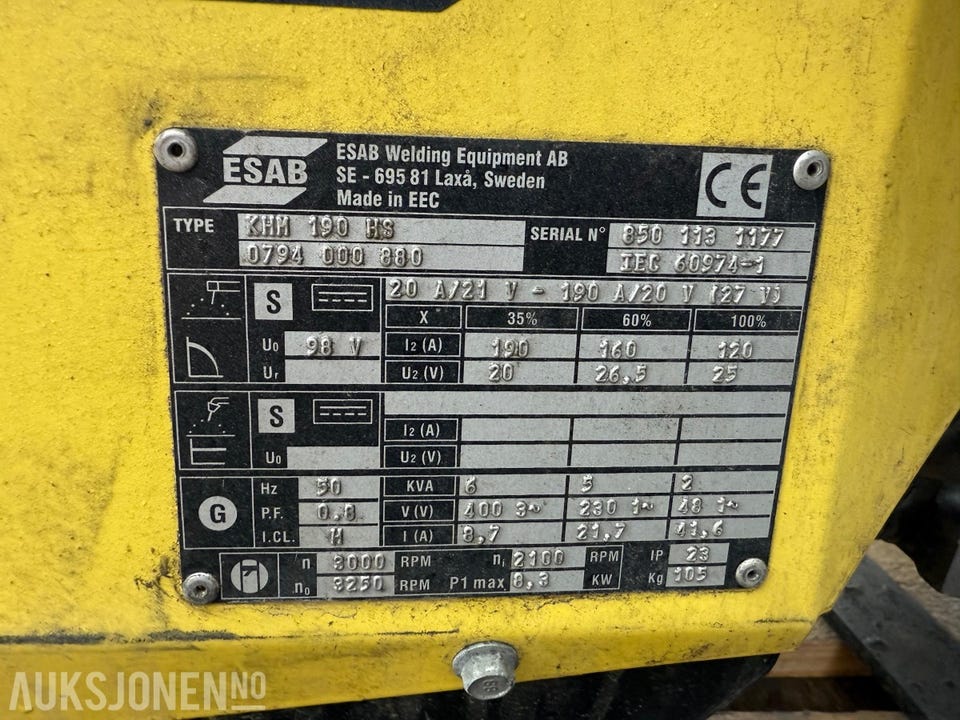 ESAB
ESAB Welding Equipment AB
SE - 695 81 Laxå, Sweden
Made in EEC
CE
TYPE KHM 190 HS SERIAL N° 850 113 1177
0794 000 880 IEC 60974-1
S 20 A/21 V - 190 A/20 V (27 V)
X 35% 60% 100%
U0 98 V I2 (A) 190 160 120
Ur U2 (V) 20 26.5 25
S
I2 (A)
U0 U2 (V)
G Hz 50 KVA 6 5 2
P.F. 0.8 V (V) 400 3~ 230 1~ 48 1~
I.CL. H I (A) 8,7 21,7 41,6
n 3000 RPM n1 2100 RPM IP 23
n0 3250 RPM P1 max 8,3 KW Kg 105
AUKSJONEN.NO